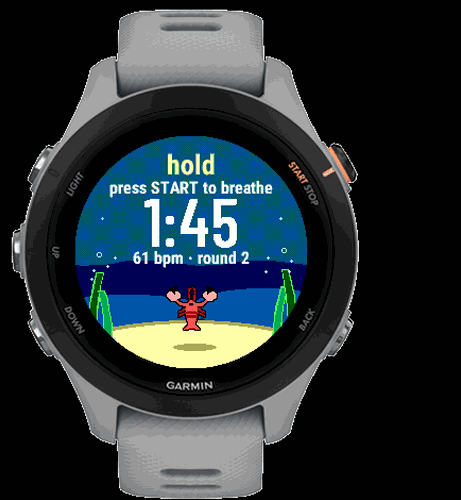 hold
press START to breathe
1:45
61 bpm · round 2
LIGHT
START STOP
UP
DOWN
BACK
GARMIN